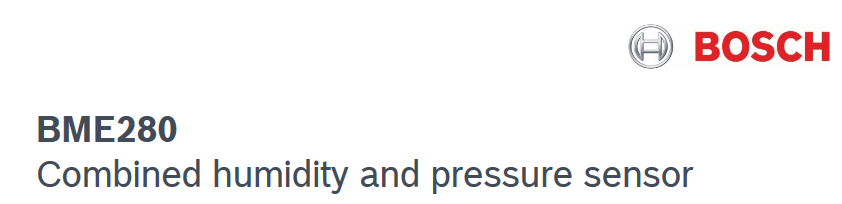 BOSCH
BME280
Combined humidity and pressure sensor